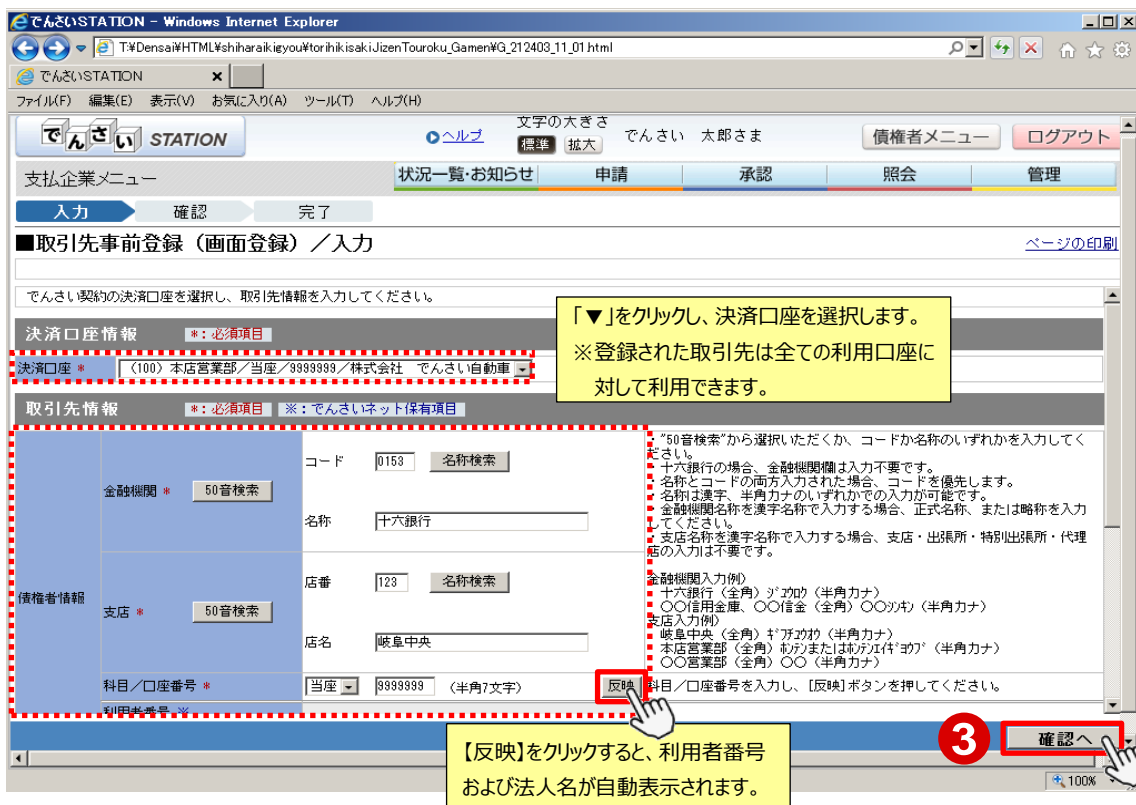 でんさいSTATION - Windows Internet Explorer
T:¥Densai¥HTML¥shiharaikigyou¥torihikisakiJizenTouroku_Gamen¥G_212403_11_01.html
でんさいSTATION
ファイル(F) 編集(E) 表示(V) お気に入り(A) ツール(T) ヘルプ(H)
でんさい STATION
ヘルプ
文字の大きさ
標準 拡大
でんさい 太郎さま
債権者メニュー
ログアウト
支払企業メニュー
状況一覧・お知らせ 申請 承認 照会 管理
入力 確認 完了
■取引先事前登録（画面登録）／入力
ページの印刷
でんさい契約の決済口座を選択し、取引先情報を入力してください。
「▼」をクリックし、決済口座を選択します。
※登録された取引先は全ての利用口座に
対して利用できます。
決済口座情報 *：必須項目
決済口座 * （100）本店営業部／当座／9999999／株式会社 でんさい自動車
取引先情報 *：必須項目 ※：でんさいネット保有項目
債権者情報
金融機関 * 50音検索
コード 0153 名称検索
名称 十六銀行
・"50音検索"から選択いただくか、コードか名称のいずれかを入力してく
ださい。
・十六銀行の場合、金融機関欄は入力不要です。
・名称とコードの両方入力された場合、コードを優先します。
・名称は漢字、半角カナのいずれかでの入力が可能です。
・金融機関名称を漢字名称で入力する場合、正式名称、または略称を入力
してください。
・支店名称を漢字名称で入力する場合、支店・出張所・特別出張所・代理
店の入力は不要です。
支店 * 50音検索
店番 123 名称検索
店名 岐阜中央
金融機関入力例）
十六銀行（全角）ｼﾞﾕｳﾛｸ（半角カナ）
〇〇信用金庫、〇〇信金（全角）〇〇ｼﾝｷﾝ（半角カナ）
支店入力例）
岐阜中央（全角）ｷﾞﾌﾁﾕｳｵｳ（半角カナ）
本店営業部（全角）ﾎﾝﾃﾝまたはﾎﾝﾃﾝｴｲｷﾞﾖｳﾌﾞ（半角カナ）
〇〇営業部（全角）〇〇（半角カナ）
科目／口座番号 * 当座 9999999 （半角7文字） 反映
科目／口座番号を入力し、[反映]ボタンを押してください。
利用者番号 ※
【反映】をクリックすると、利用者番号
および法人名が自動表示されます。
3
確認へ
100%